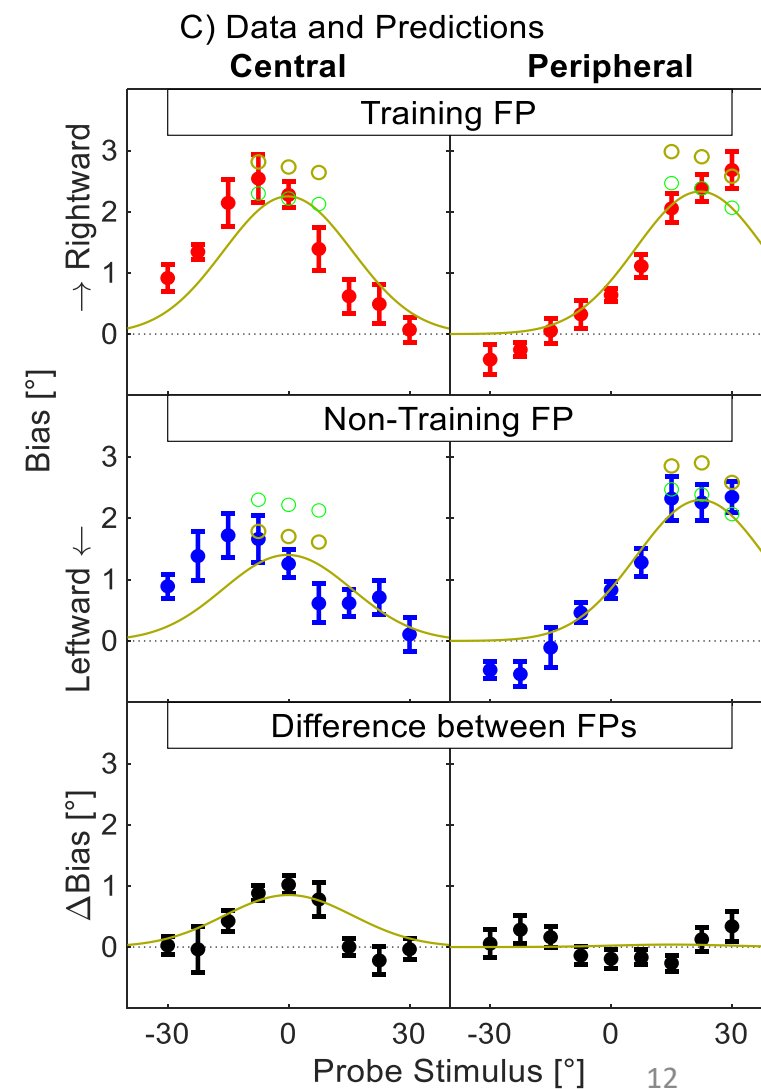 C) Data and Predictions
Central Peripheral
Training FP
3
2
1
0
→ Rightward
Non-Training FP
3
2
1
0
Bias [°]
Leftward ←
Difference between FPs
3
2
1
0
ΔBias [°]
-30 0 30 -30 0 30
Probe Stimulus [°]
12